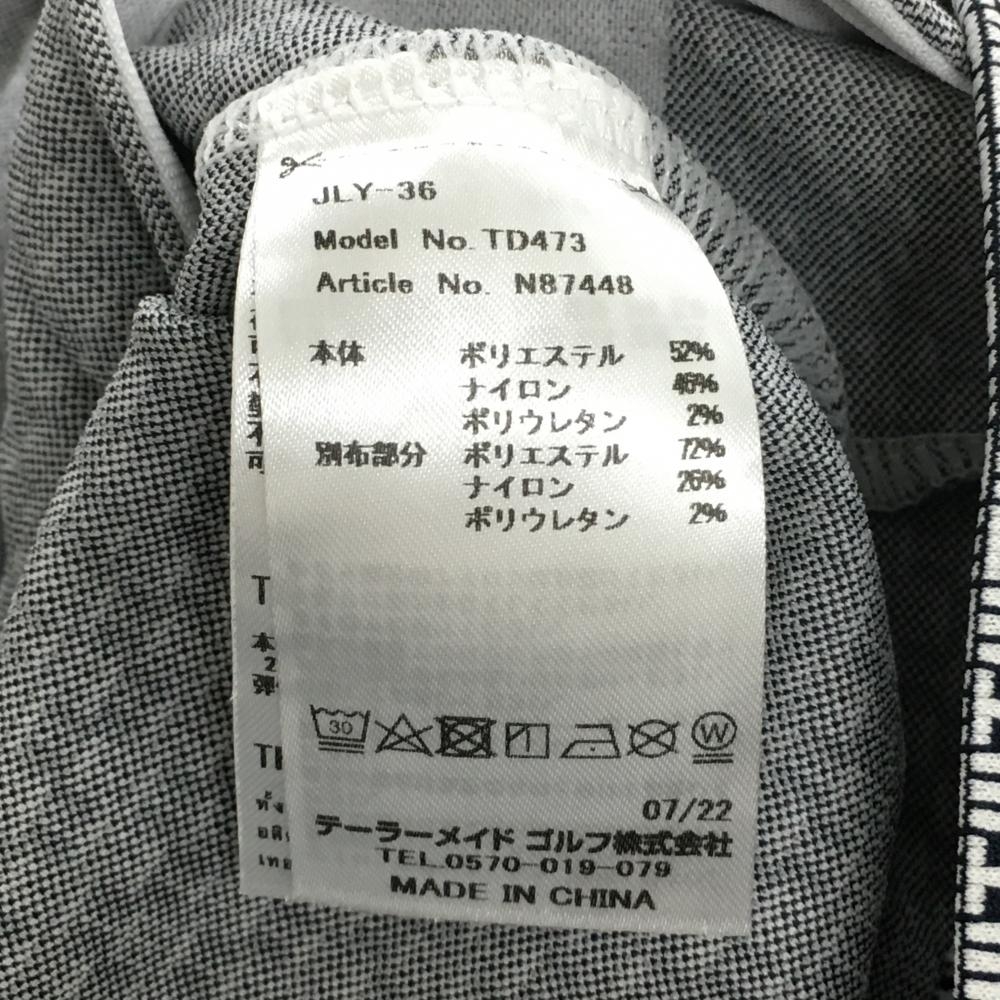 JLY-36
Model No. TD473
Article No. N87448
本体 ポリエステル 52%
ナイロン 46%
ポリウレタン 2%
別布部分 ポリエステル 72%
ナイロン 26%
ポリウレタン 2%
30 W
07/22
テーラーメイド ゴルフ株式会社
TEL.0570-019-079
MADE IN CHINA